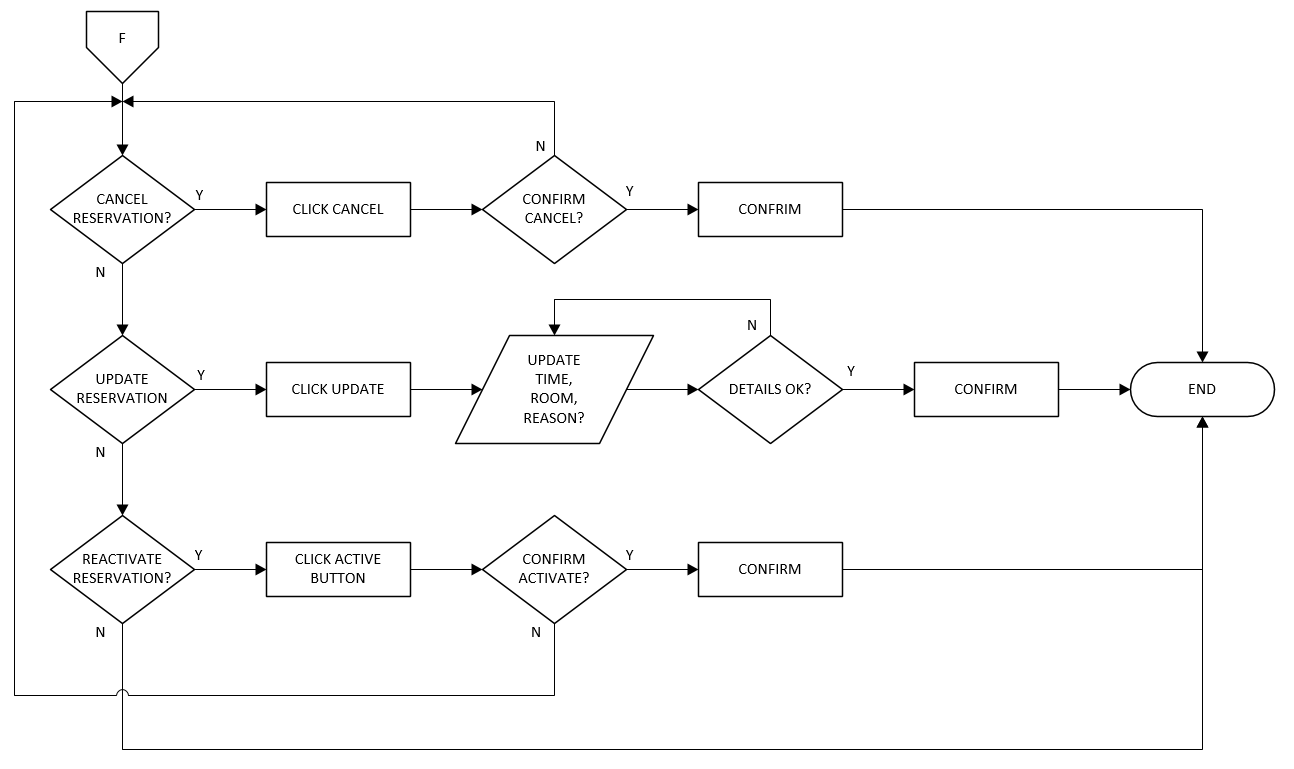 F
N
CANCEL
RESERVATION?
Y
CLICK CANCEL
CONFIRM
CANCEL?
Y
CONFRIM
N
N
UPDATE
RESERVATION
Y
CLICK UPDATE
UPDATE
TIME,
ROOM,
REASON?
DETAILS OK?
Y
CONFIRM
END
N
REACTIVATE
RESERVATION?
Y
CLICK ACTIVE
BUTTON
CONFIRM
ACTIVATE?
Y
CONFIRM
N
N